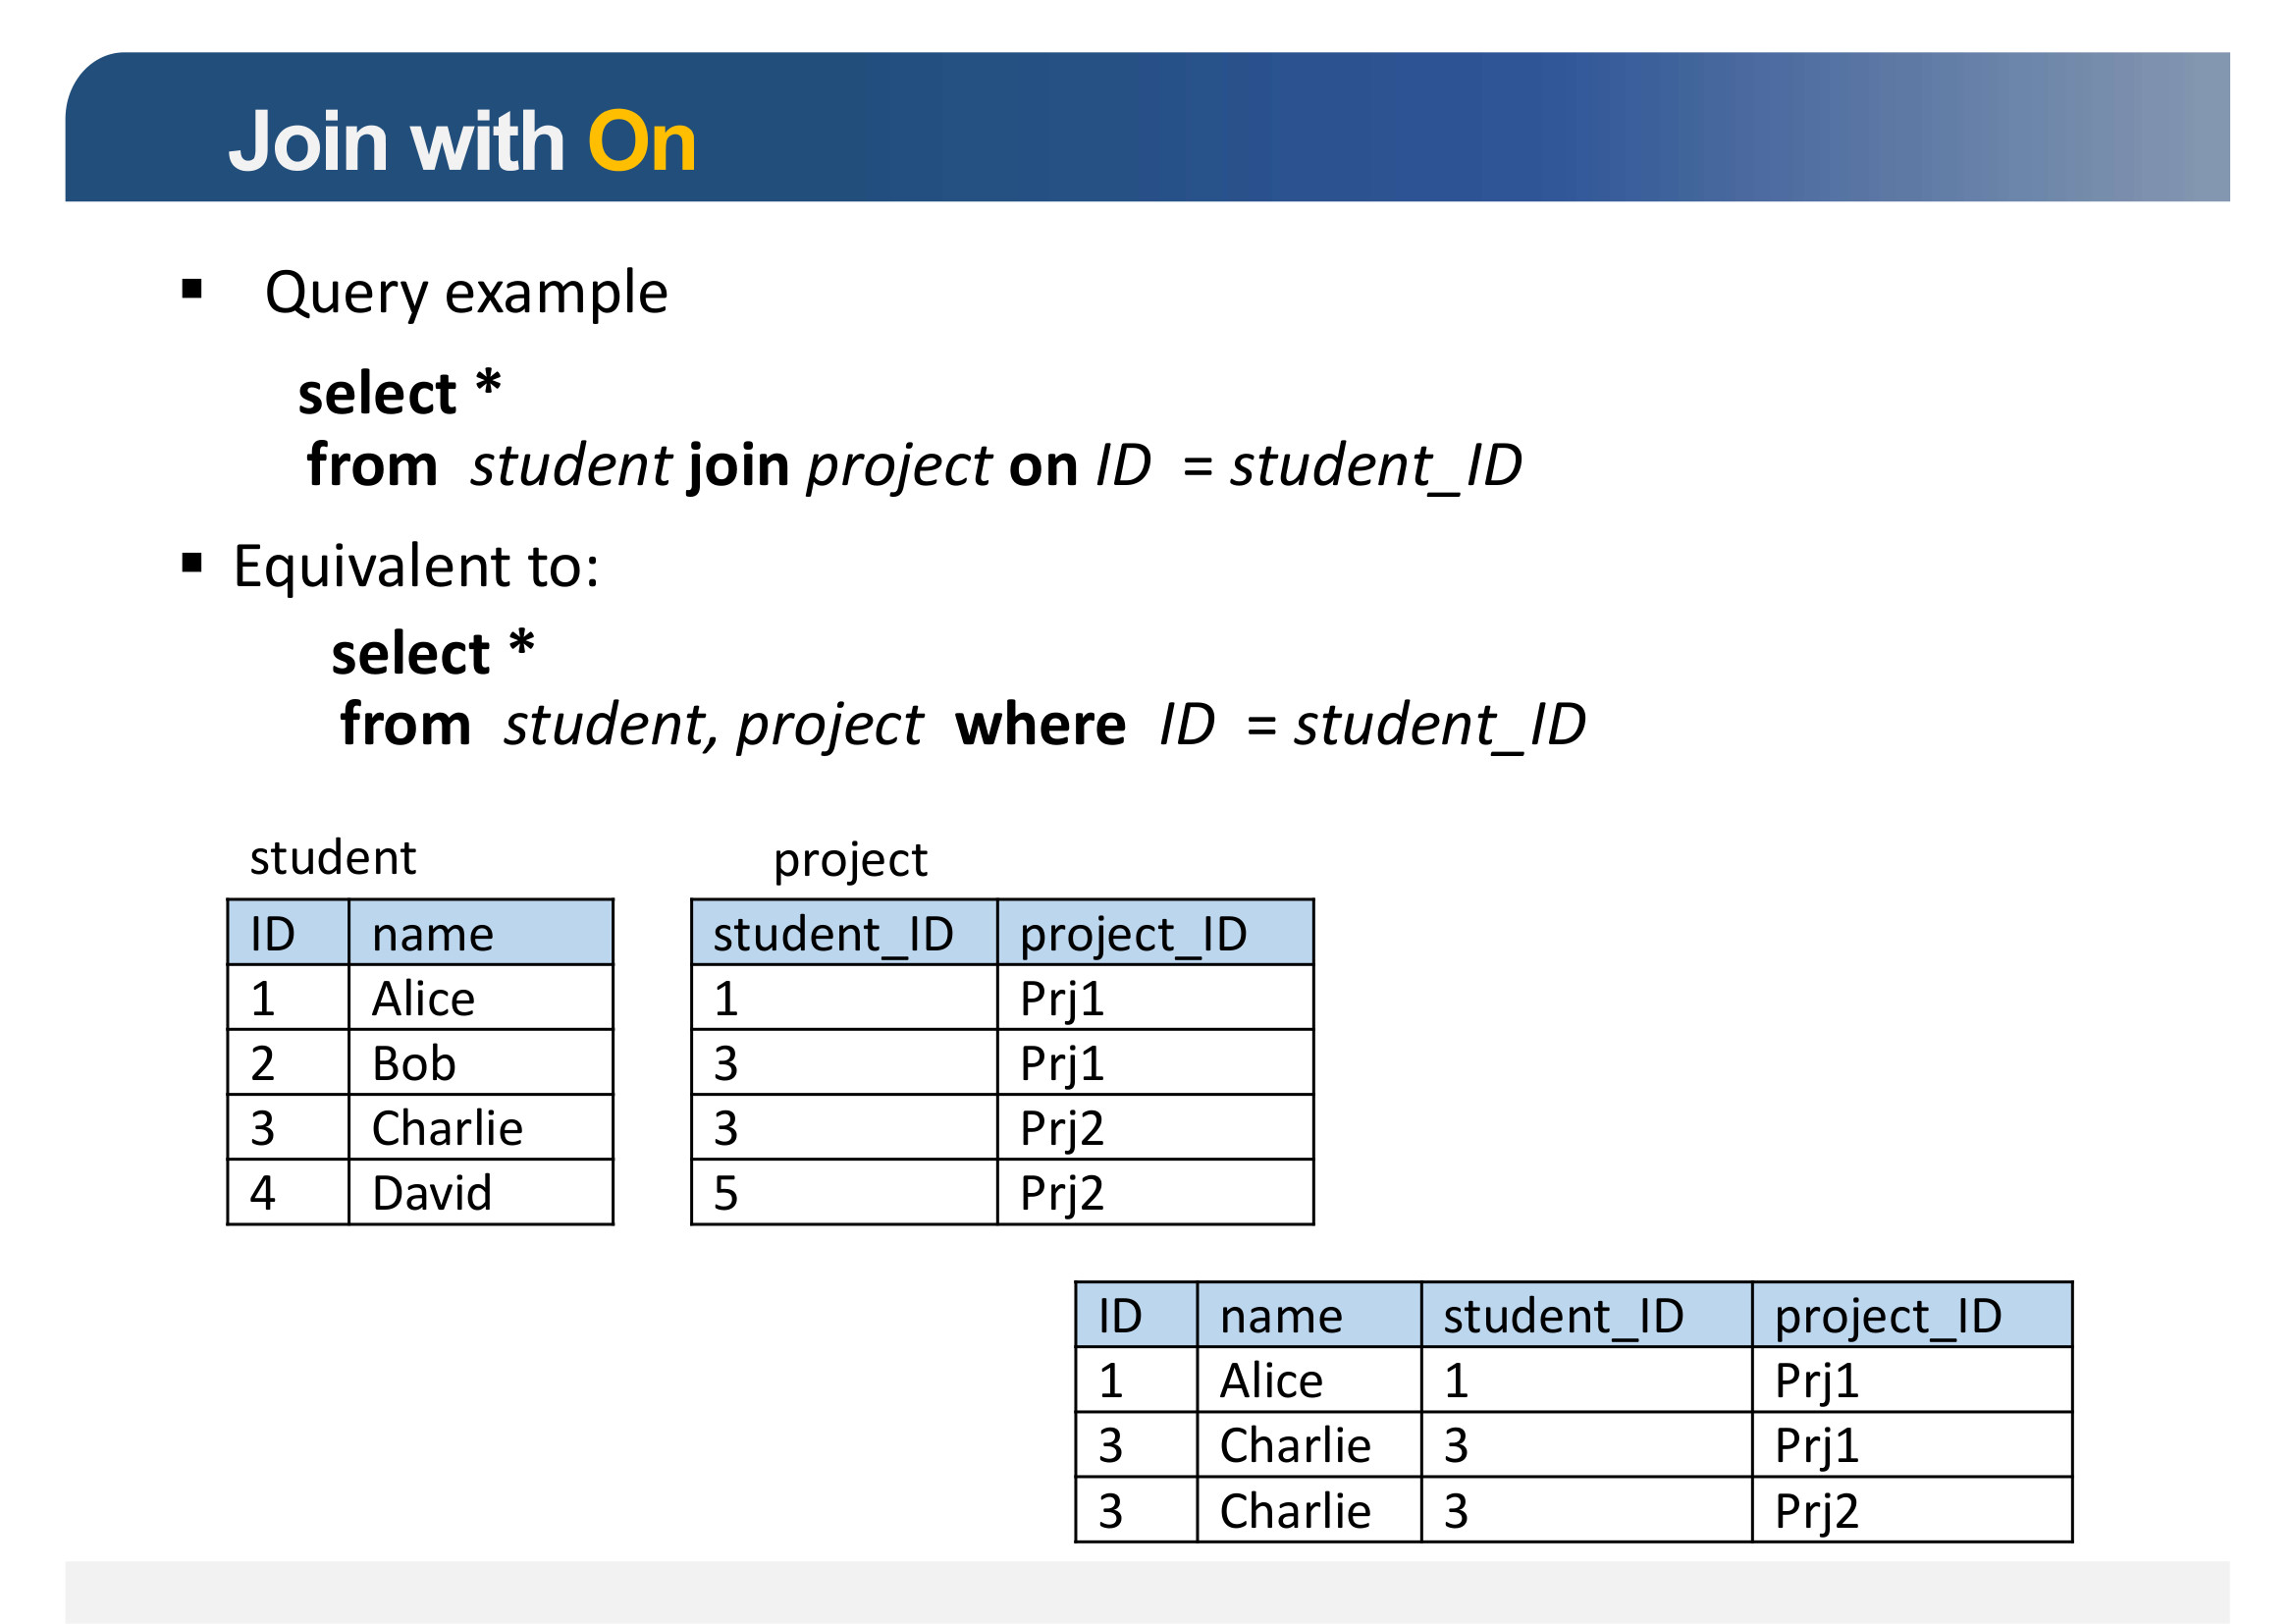 Join with On
▪ Query example
select *
from student join project on ID = student_ID
▪ Equivalent to:
select *
from student, project where ID = student_ID
student project
ID name student_ID project_ID
1 Alice 1 Prj1
2 Bob 3 Prj1
3 Charlie 3 Prj2
4 David 5 Prj2
ID name student_ID project_ID
1 Alice 1 Prj1
3 Charlie 3 Prj1
3 Charlie 3 Prj2